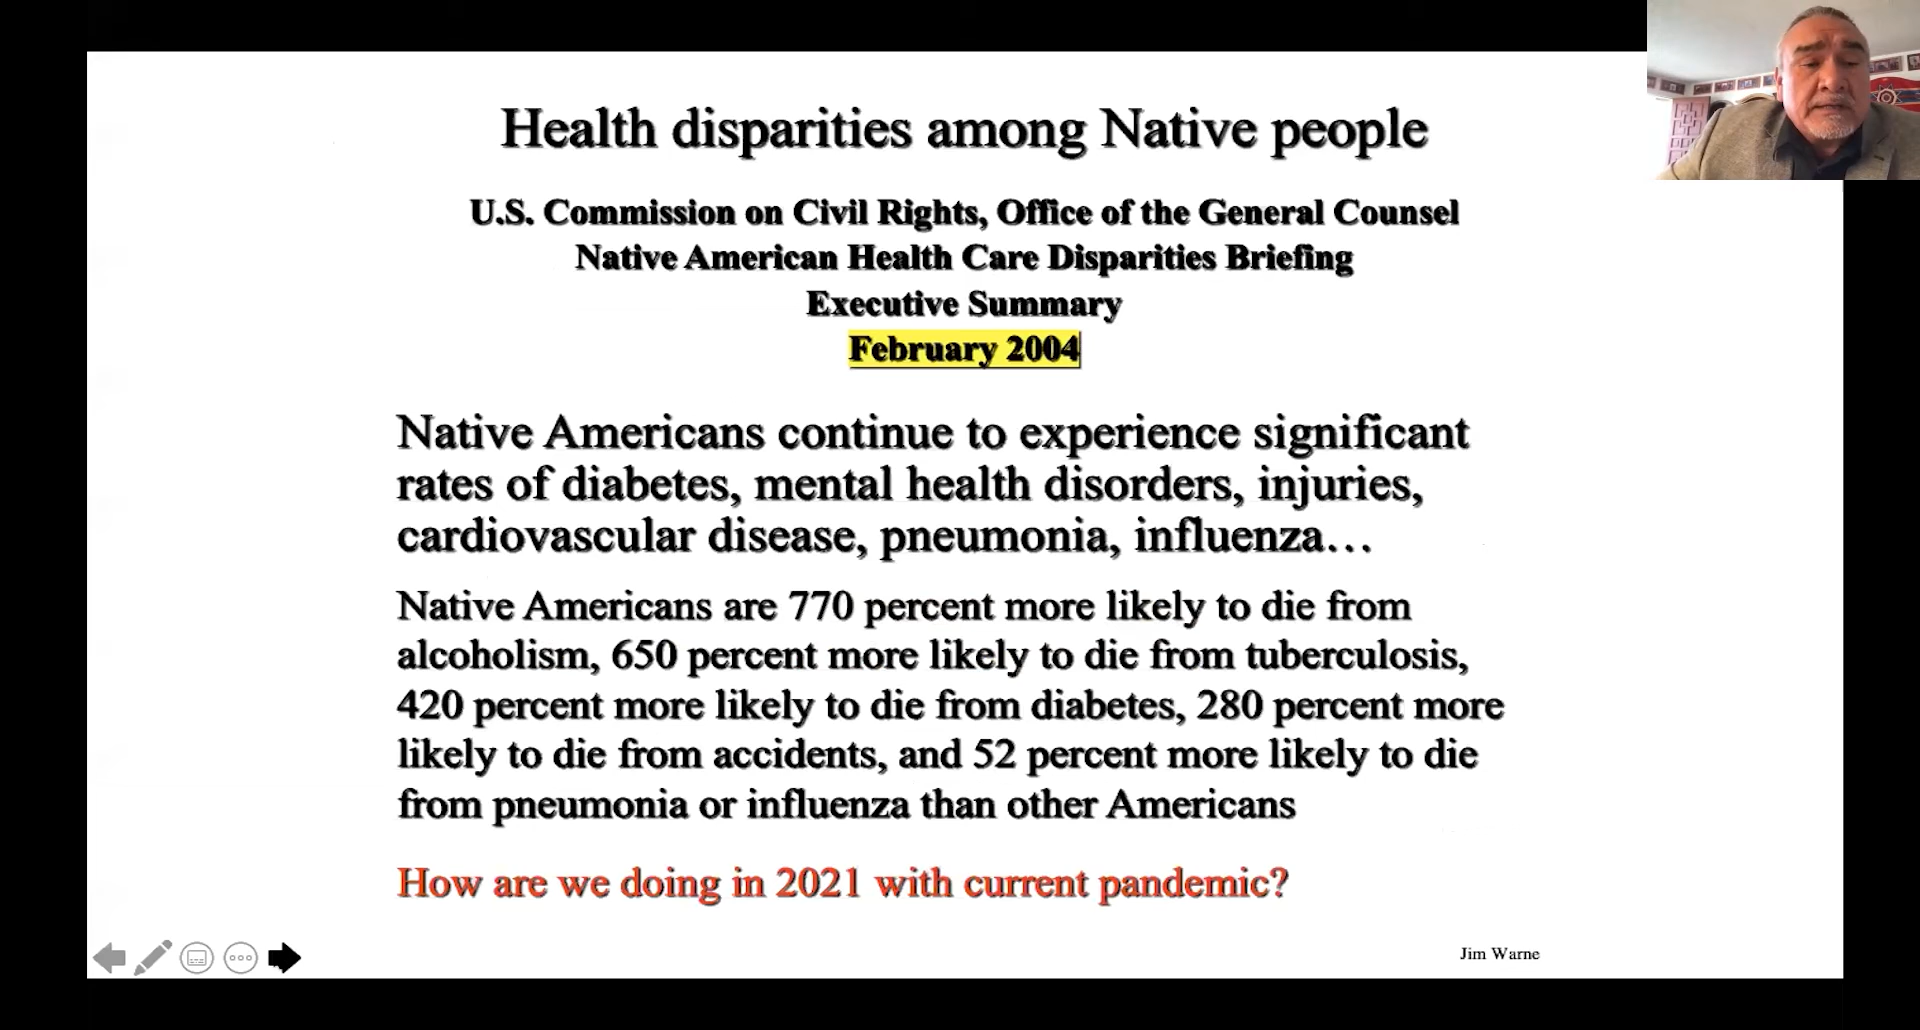 Health disparities among Native people
U.S. Commission on Civil Rights, Office of the General Counsel
Native American Health Care Disparities Briefing
Executive Summary
February 2004
Native Americans continue to experience significant
rates of diabetes, mental health disorders, injuries,
cardiovascular disease, pneumonia, influenza…
Native Americans are 770 percent more likely to die from
alcoholism, 650 percent more likely to die from tuberculosis,
420 percent more likely to die from diabetes, 280 percent more
likely to die from accidents, and 52 percent more likely to die
from pneumonia or influenza than other Americans
How are we doing in 2021 with current pandemic?
Jim Warne